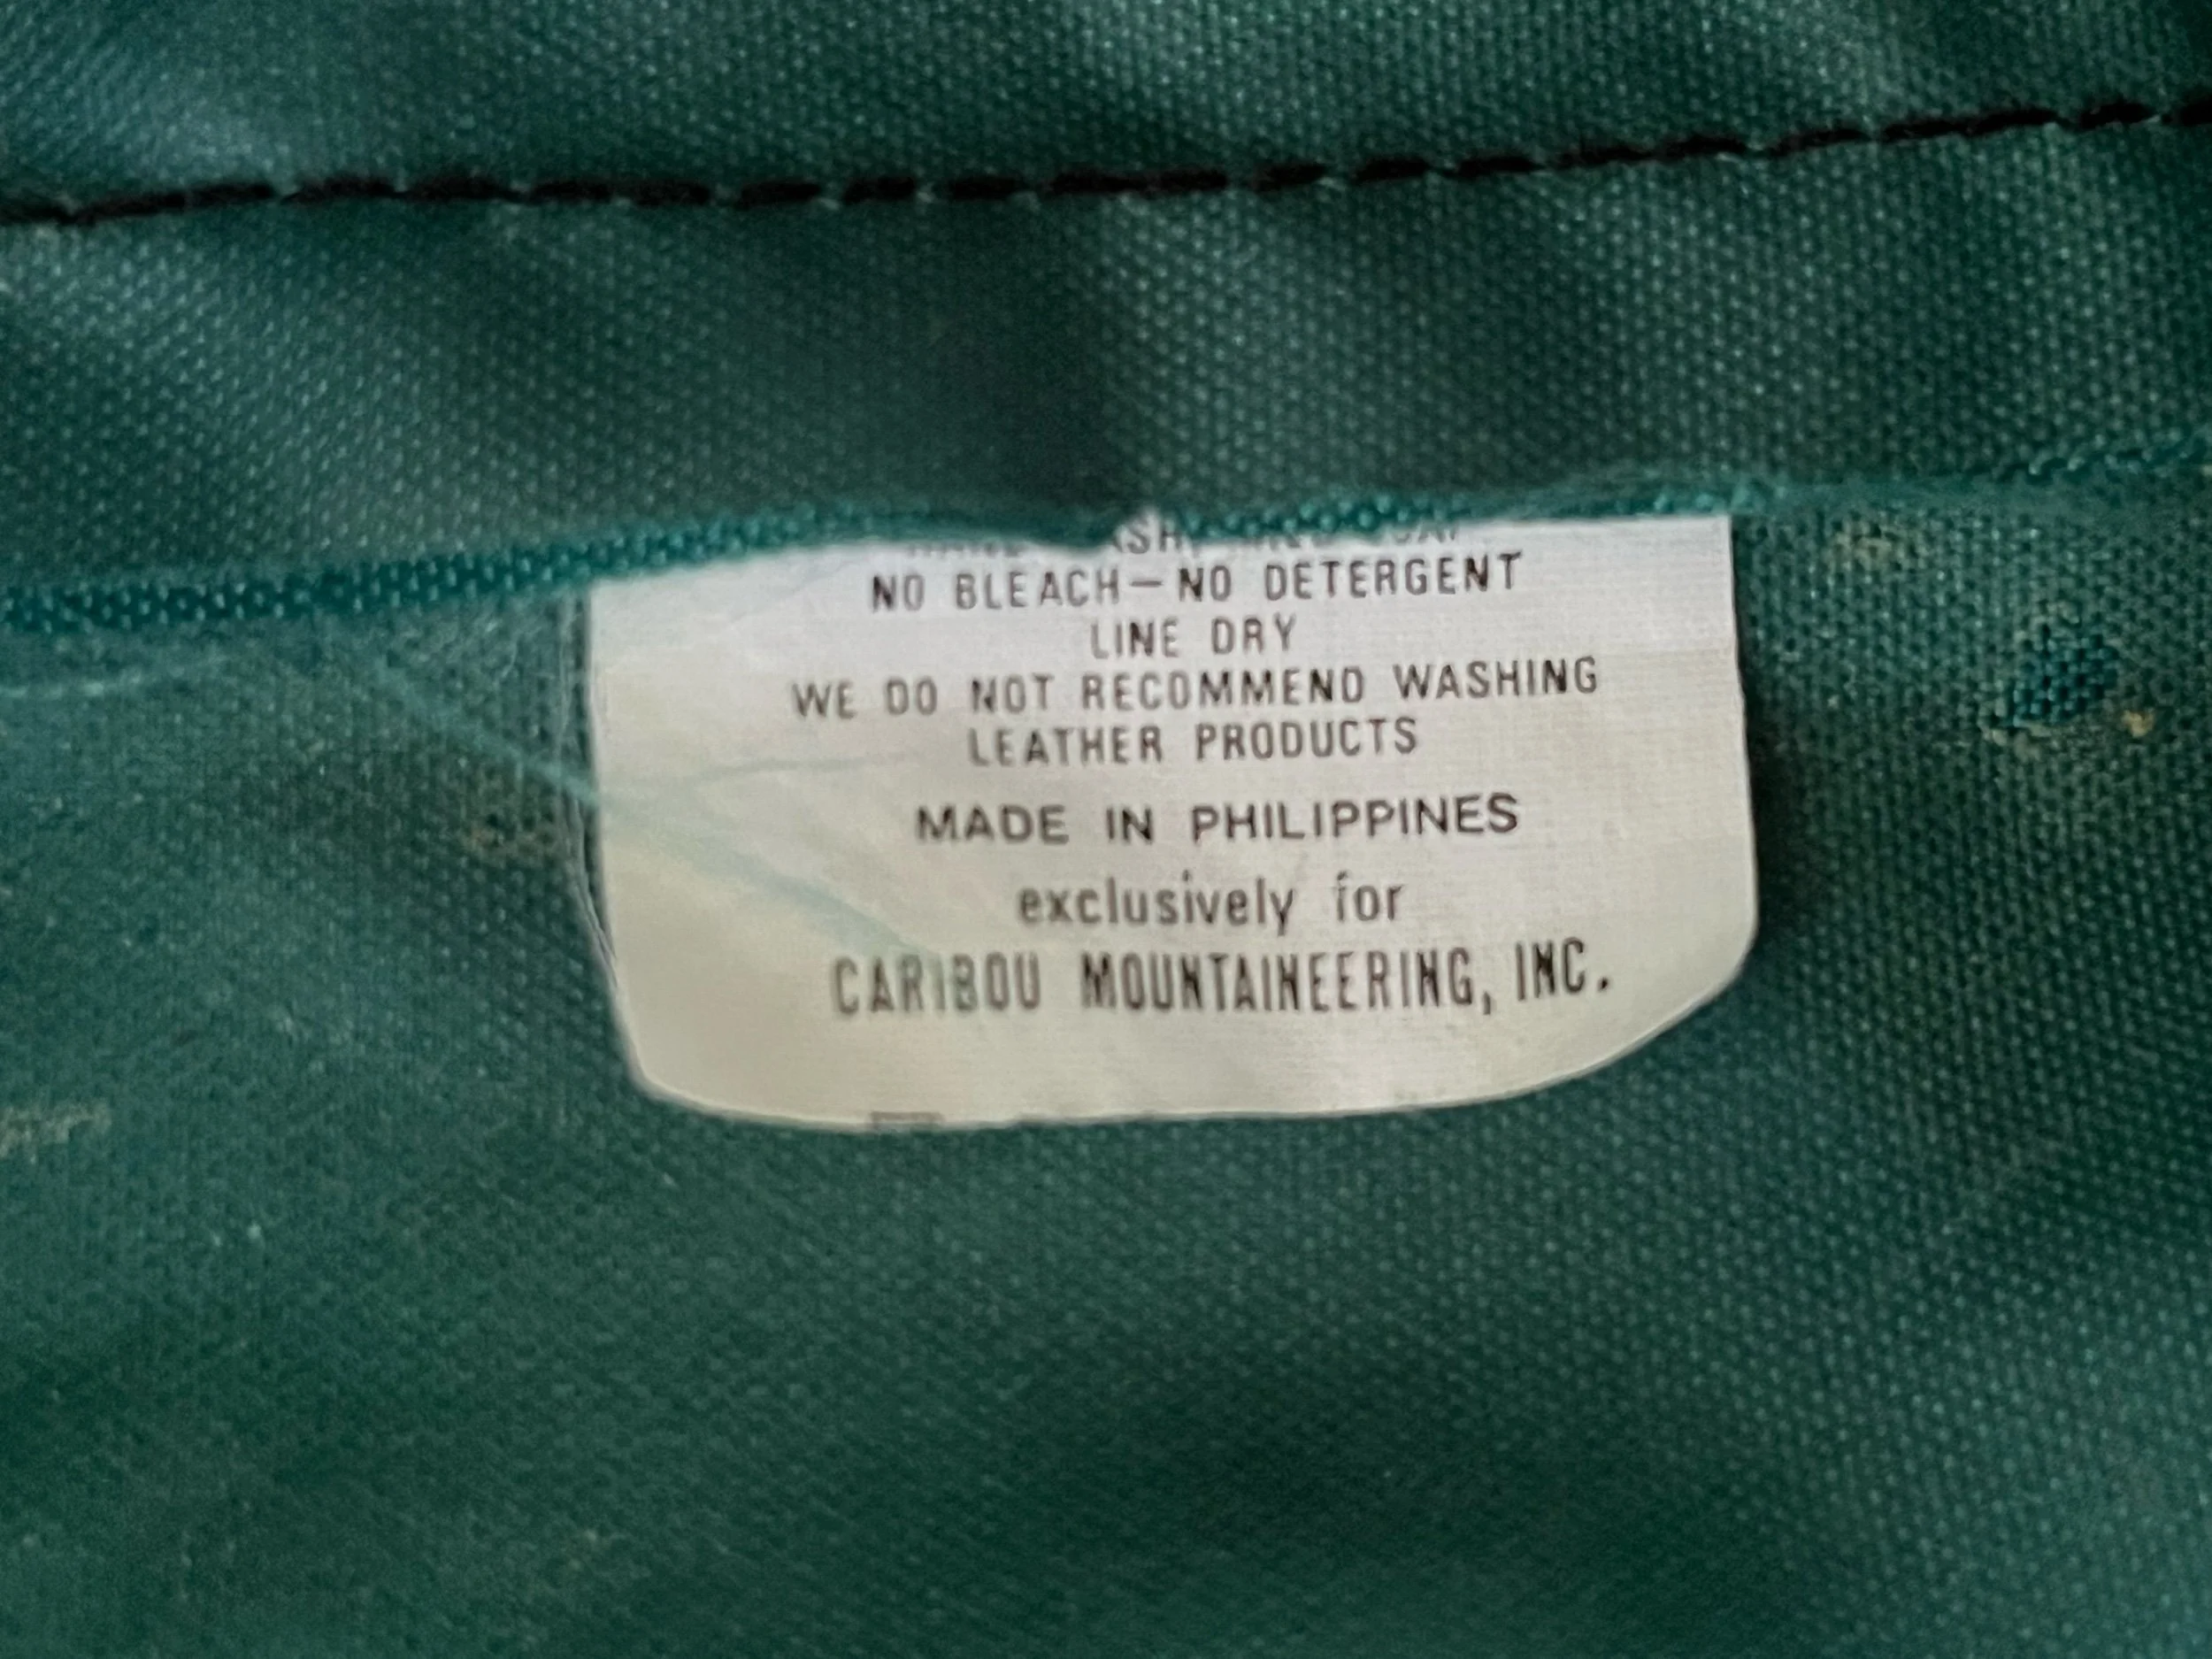 NO BLEACH—NO DETERGENT
LINE DRY
WE DO NOT RECOMMEND WASHING
LEATHER PRODUCTS
MADE IN PHILIPPINES
exclusively for
CARIBOU MOUNTAINEERING, INC.